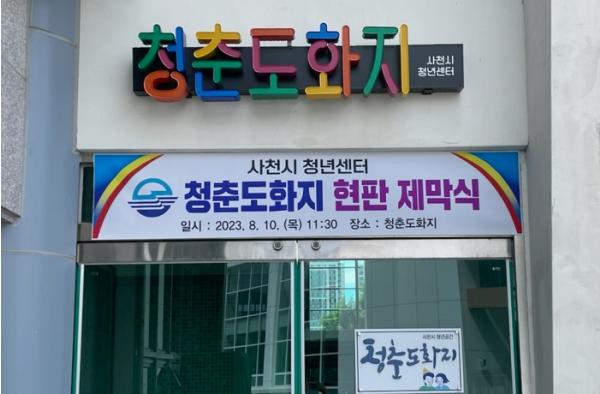 청춘도화지
사천시
청년센터
사천시 청년센터
청춘도화지 현판 제막식
일시 : 2023. 8. 10. (목) 11:30 장소 : 청춘도화지
사천시 청년공간
청춘도화지